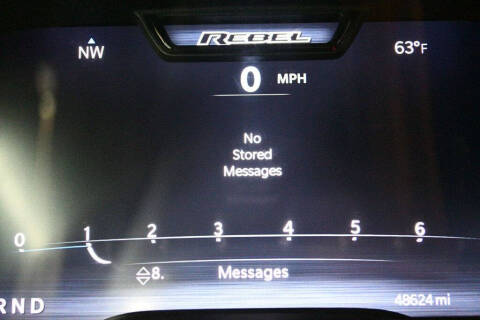 REBEL
NW
63°F
0 MPH
No
Stored
Messages
0 1 2 3 4 5 6
8. Messages
RND
48624 mi